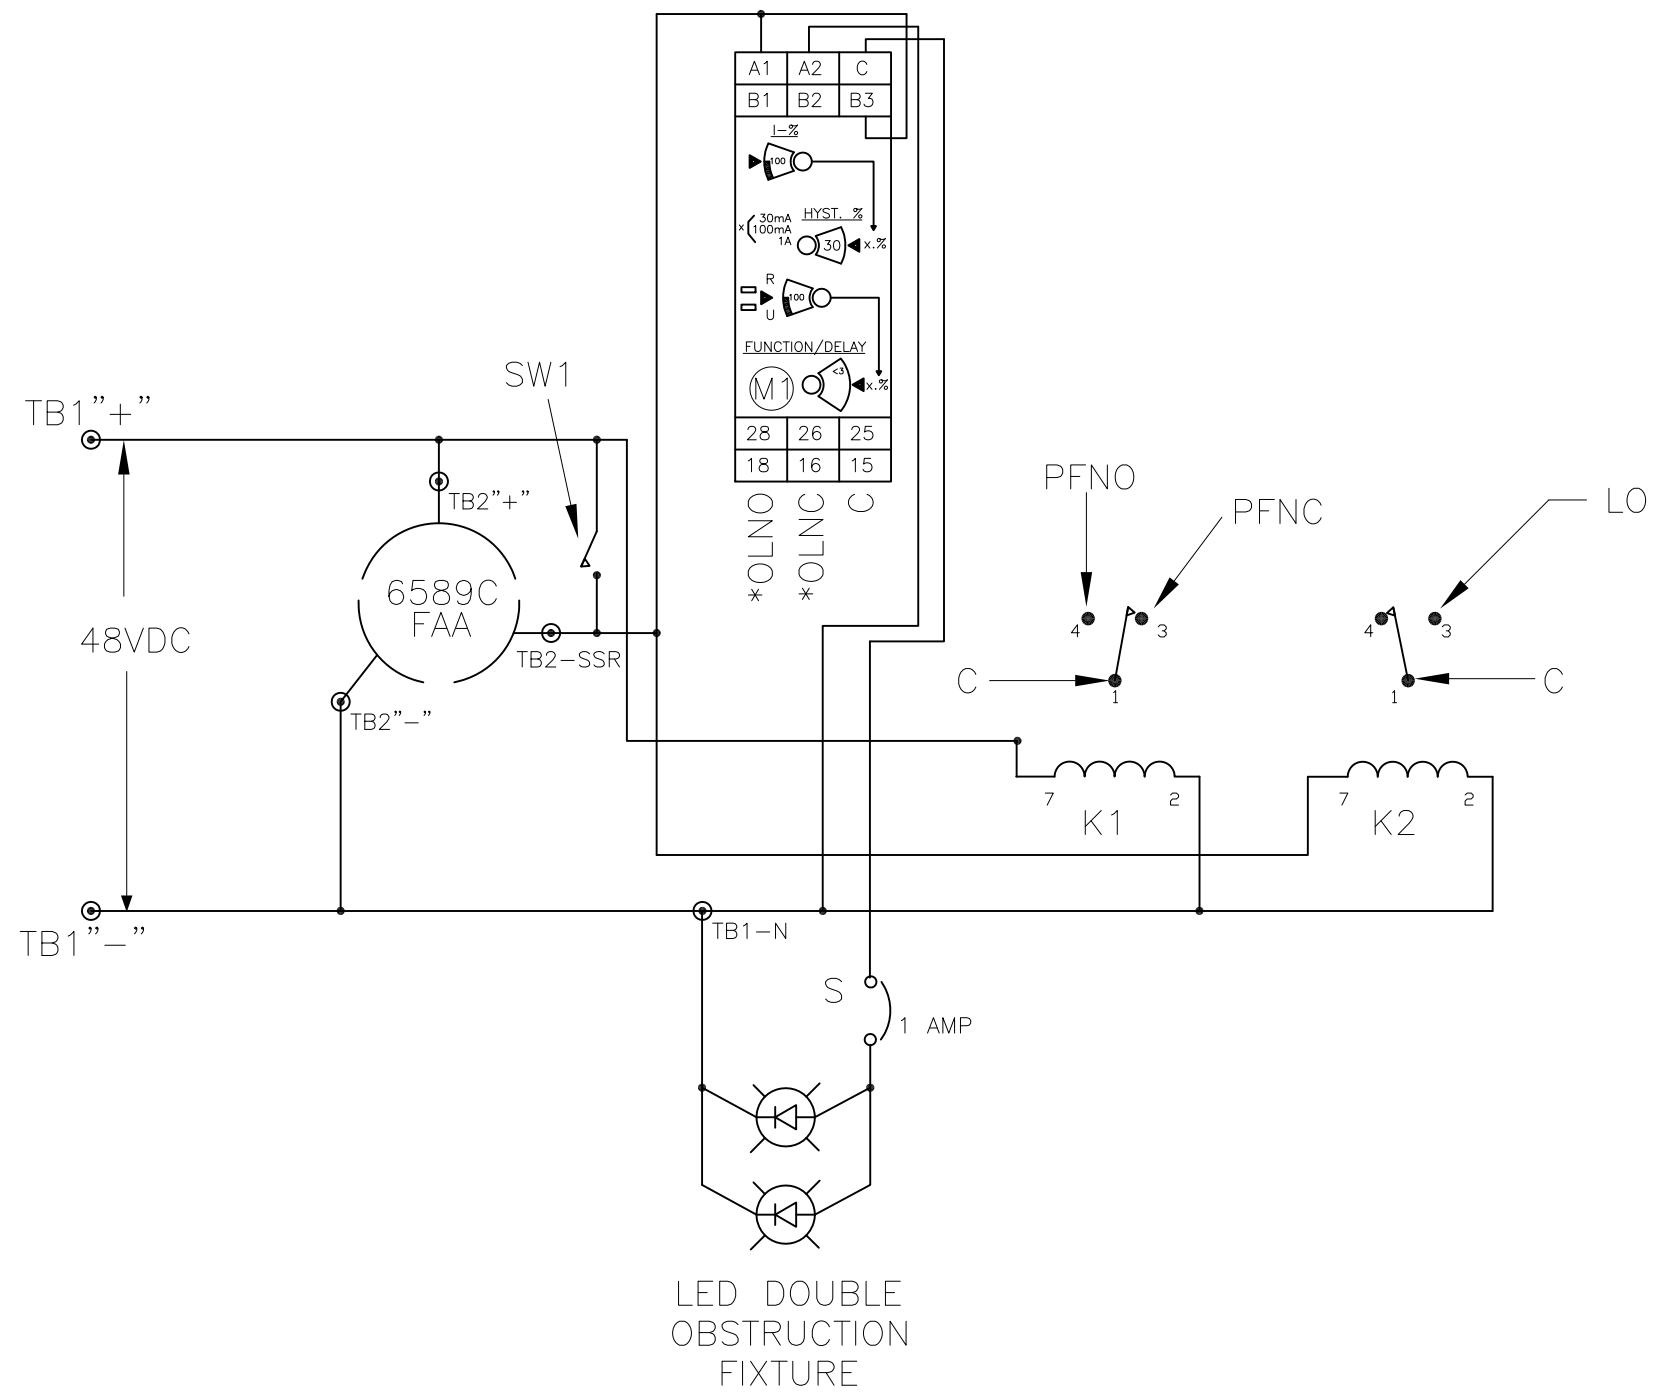 A1 A2 C
B1 B2 B3
I-%
100
30mA
x 100mA
1A
HYST. %
30 x.%
R
100
U
FUNCTION/DELAY
<3
M1 x.%
28 26 25
18 16 15
*OLNO
*OLNC
C
SW1
TB1"+"
TB2"+"
6589C
FAA
48VDC
TB2-SSR
TB2"-"
TB1"-"
PFNO
PFNC
LO
4 3
4 3
C
1
1
C
7 2
K1
7 2
K2
TB1-N
S
1 AMP
LED DOUBLE
OBSTRUCTION
FIXTURE